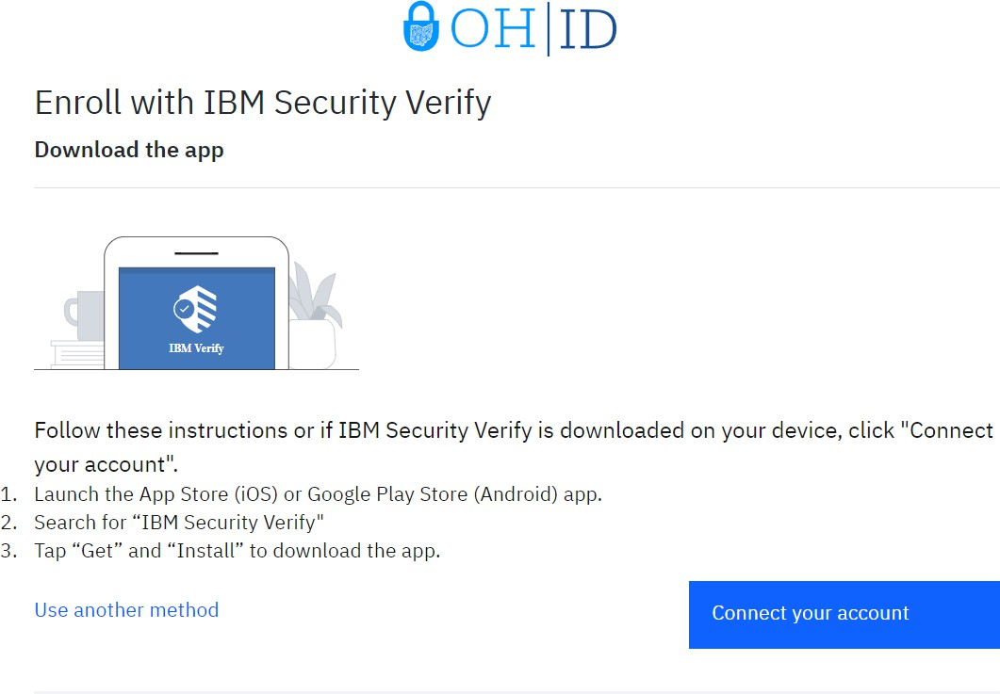 OH|ID
Enroll with IBM Security Verify
Download the app
IBM Verify
Follow these instructions or if IBM Security Verify is downloaded on your device, click "Connect
your account".
1. Launch the App Store (iOS) or Google Play Store (Android) app.
2. Search for “IBM Security Verify"
3. Tap “Get” and “Install” to download the app.
Use another method
Connect your account